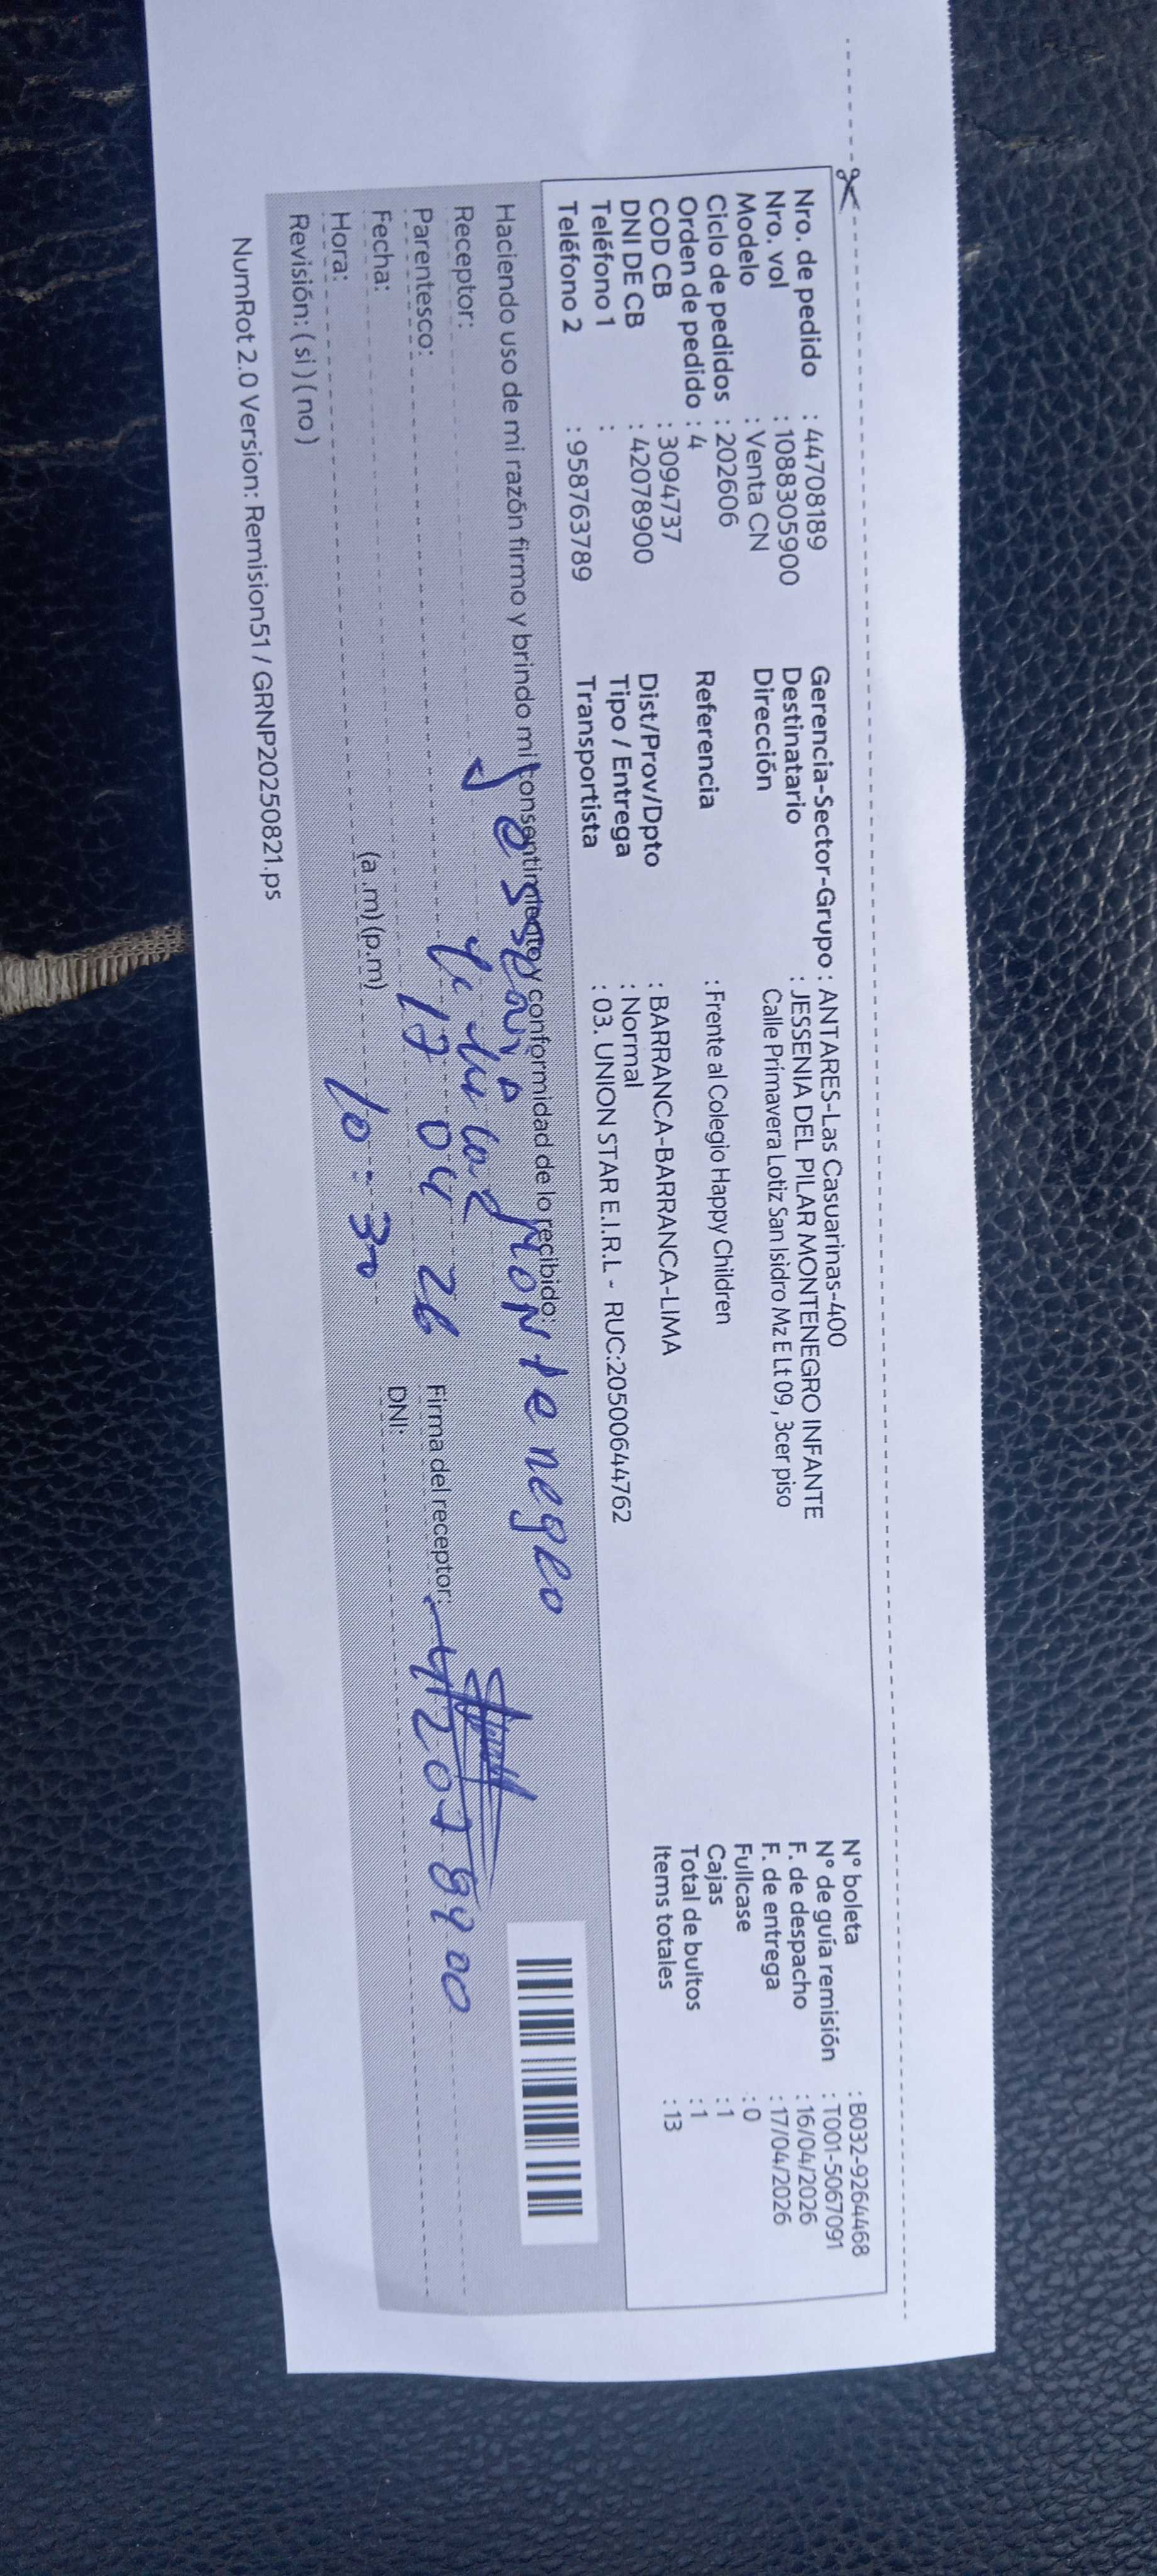 Nro. de pedido : 44708189
Nro. vol : 1088305900
Modelo : Venta CN
Ciclo de pedidos : 202606
Orden de pedido : 4
COD CB : 3094737
DNI DE CB : 42078900
Teléfono 1 :
Teléfono 2 : 958763789
Gerencia-Sector-Grupo : ANTARES-Las Casuarinas-400
Destinatario : JESSENIA DEL PILAR MONTENEGRO INFANTE
Dirección Calle Primavera Lotiz San Isidro Mz E Lt 09 , 3cer piso
Referencia : Frente al Colegio Happy Children
Dist/Prov/Dpto : BARRANCA-BARRANCA-LIMA
Tipo / Entrega : Normal
Transportista : 03. UNION STAR E.I.R.L - RUC:20500644762
N° boleta : B032-9264468
N° de guía remisión : T001-5067091
F. de despacho : 16/04/2026
F. de entrega : 17/04/2026
Fullcase : 0
Cajas : 1
Total de bultos : 1
Items totales : 13
Haciendo uso de mi razón firmo y brindo mi consentimiento y conformidad de lo recibido:
Receptor: Montenegro
Parentesco: Titular
Fecha: 17 04 26
Hora: (a.m) (p.m) 10:30
Revisión: ( si ) ( no )
Firma del receptor:
DNI: 42078900
NumRot 2.0 Version: Remision51 / GRNP20250821.ps